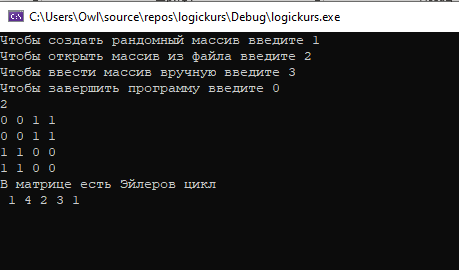 C:\Users\Owl\source\repos\logickurs\Debug\logickurs.exe
Чтобы создать рандомный массив введите 1
Чтобы открыть массив из файла введите 2
Чтобы ввести массив вручную введите 3
Чтобы завершить программу введите 0
2
0 0 1 1
0 0 1 1
1 1 0 0
1 1 0 0
В матрице есть Эйлеров цикл
1 4 2 3 1